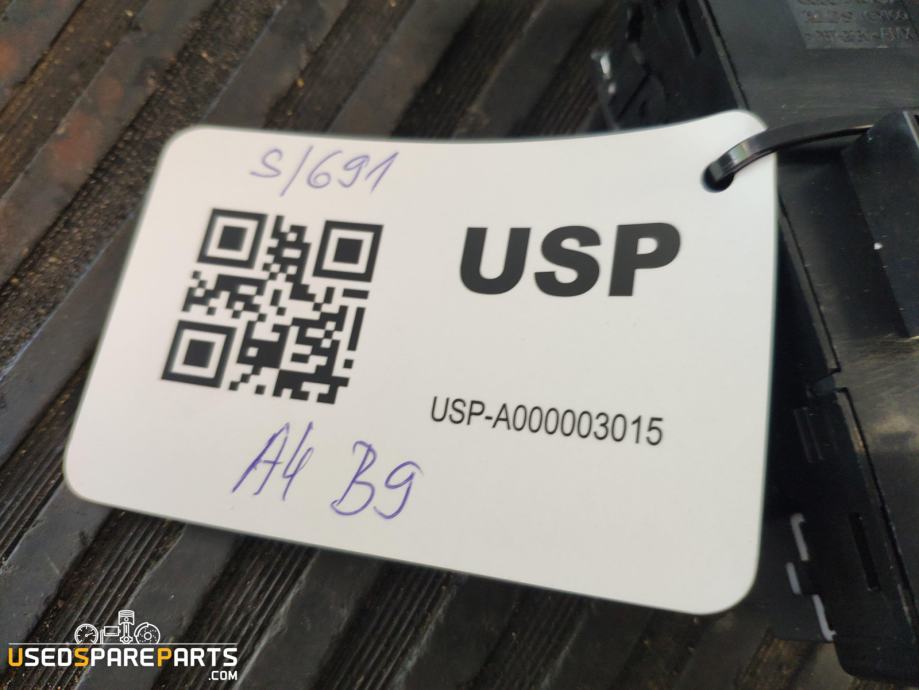 S/691
USP
USP-A000003015
A4 B9
USEDSPAREPARTS
.COM